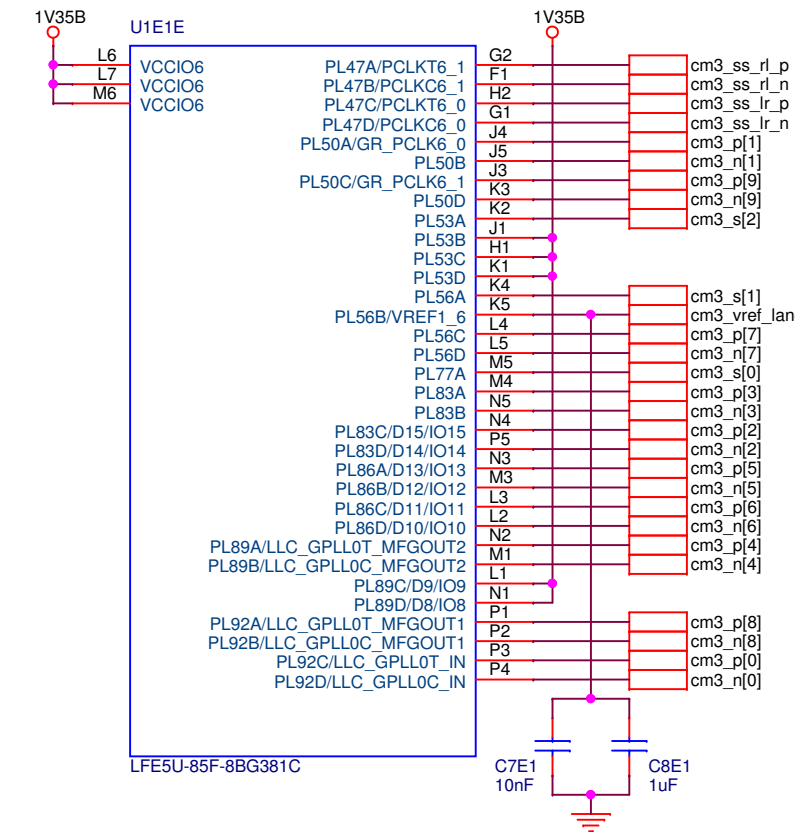 1V35B
1V35B
U1E1E
L6 VCCIO6
L7 VCCIO6
M6 VCCIO6
PL47A/PCLKT6_1 G2 cm3_ss_rl_p
PL47B/PCLKC6_1 F1 cm3_ss_rl_n
PL47C/PCLKT6_0 H2 cm3_ss_lr_p
PL47D/PCLKC6_0 G1 cm3_ss_lr_n
PL50A/GR_PCLK6_0 J4 cm3_p[1]
PL50B J5 cm3_n[1]
PL50C/GR_PCLK6_1 J3 cm3_p[9]
PL50D K3 cm3_n[9]
PL53A K2 cm3_s[2]
PL53B J1
PL53C H1
PL53D K1
PL56A K4 cm3_s[1]
PL56B/VREF1_6 K5 cm3_vref_lan
PL56C L4 cm3_p[7]
PL56D L5 cm3_n[7]
PL77A M5 cm3_s[0]
PL83A M4 cm3_p[3]
PL83B N5 cm3_n[3]
PL83C/D15/IO15 N4 cm3_p[2]
PL83D/D14/IO14 P5 cm3_n[2]
PL86A/D13/IO13 N3 cm3_p[5]
PL86B/D12/IO12 M3 cm3_n[5]
PL86C/D11/IO11 L3 cm3_p[6]
PL86D/D10/IO10 L2 cm3_n[6]
PL89A/LLC_GPLL0T_MFGOUT2 N2 cm3_p[4]
PL89B/LLC_GPLL0C_MFGOUT2 M1 cm3_n[4]
PL89C/D9/IO9 L1
PL89D/D8/IO8 N1
PL92A/LLC_GPLL0T_MFGOUT1 P1 cm3_p[8]
PL92B/LLC_GPLL0C_MFGOUT1 P2 cm3_n[8]
PL92C/LLC_GPLL0T_IN P3 cm3_p[0]
PL92D/LLC_GPLL0C_IN P4 cm3_n[0]
LFE5U-85F-8BG381C
C7E1
10nF
C8E1
1uF